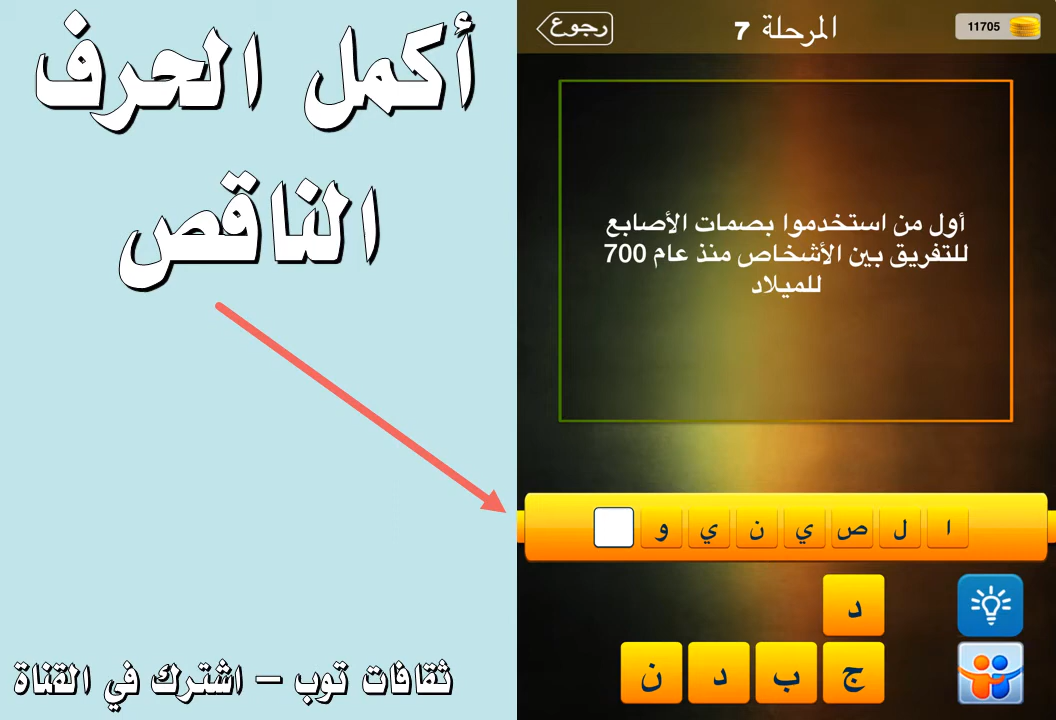 أكمل الحرف
الناقص
ثقافات توب – اشترك في القناة
رجوع
المرحلة 7
11705
أول من استخدموا بصمات الأصابع
للتفريق بين الأشخاص منذ عام 700
للميلاد
ا ل ص ي ن ي و
د
ج ب د ن